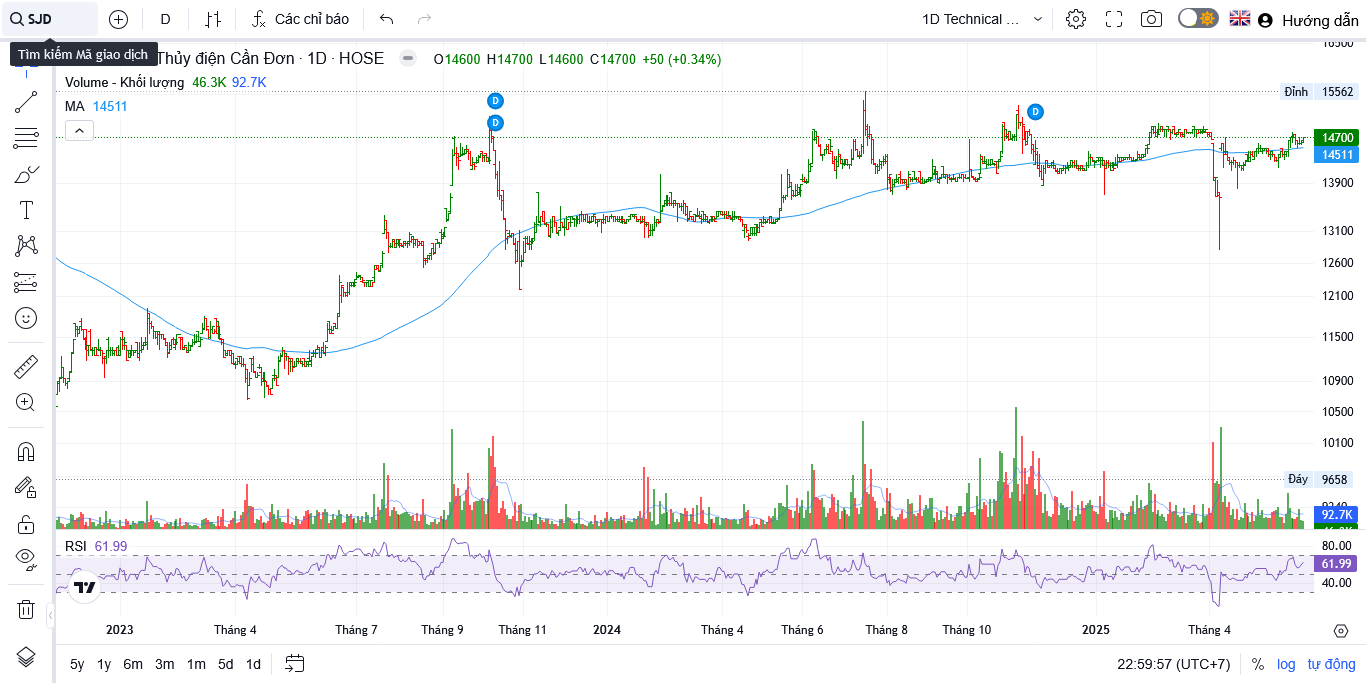 SJD
D
Các chỉ báo
1D Technical ...
Hướng dẫn
Tìm kiếm Mã giao dịch
Thủy điện Cần Đơn · 1D · HOSE
O14600 H14700 L14600 C14700 +50 (+0.34%)
Volume - Khối lượng 46.3K 92.7K
MA 14511
D
D
D
16500
Đỉnh 15562
14700
14511
13900
13100
12600
12100
11500
10900
10500
10100
Đáy 9658
92.7K
RSI 61.99
80.00
61.99
40.00
2023 Tháng 4 Tháng 7 Tháng 9 Tháng 11 2024 Tháng 4 Tháng 6 Tháng 8 Tháng 10 2025 Tháng 4
5y 1y 6m 3m 1m 5d 1d
22:59:57 (UTC+7) % log tự động